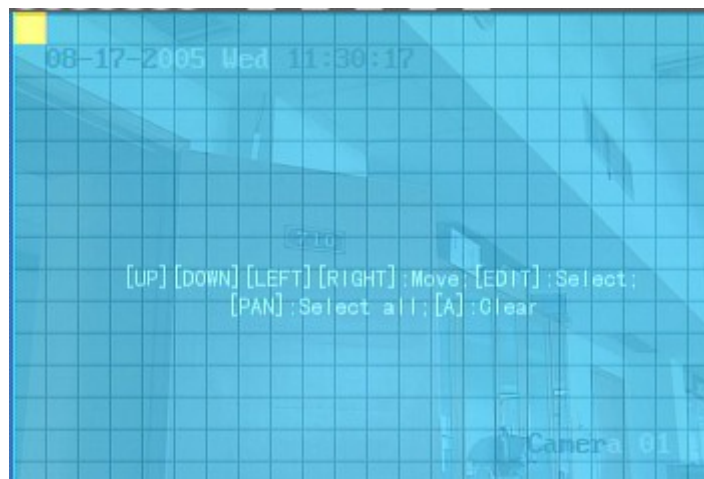 08-17-2005 Wed 11:30:17
710
[UP][DOWN][LEFT][RIGHT]:Move;[EDIT]:Select;
[PAN]:Select all;[A]:Clear
Camera 01